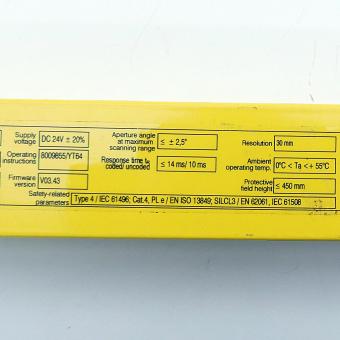 Supply voltage DC 24V ± 20% Aperture angle at maximum scanning range ≤ ± 2,5° Resolution 30 mm
Operating instructions 8009855/YT64 Response time coded/ uncoded ≤ 14 ms/ 10 ms Ambient operating temp. 0°C < Ta <+ 55°C
Firmware version V03.43 Protective field height ≤ 450 mm
Safety-related parameters Type 4 / IEC 61496; Cat.4, PL e / EN ISO 13849; SILCL3 / EN 62061, IEC 61508